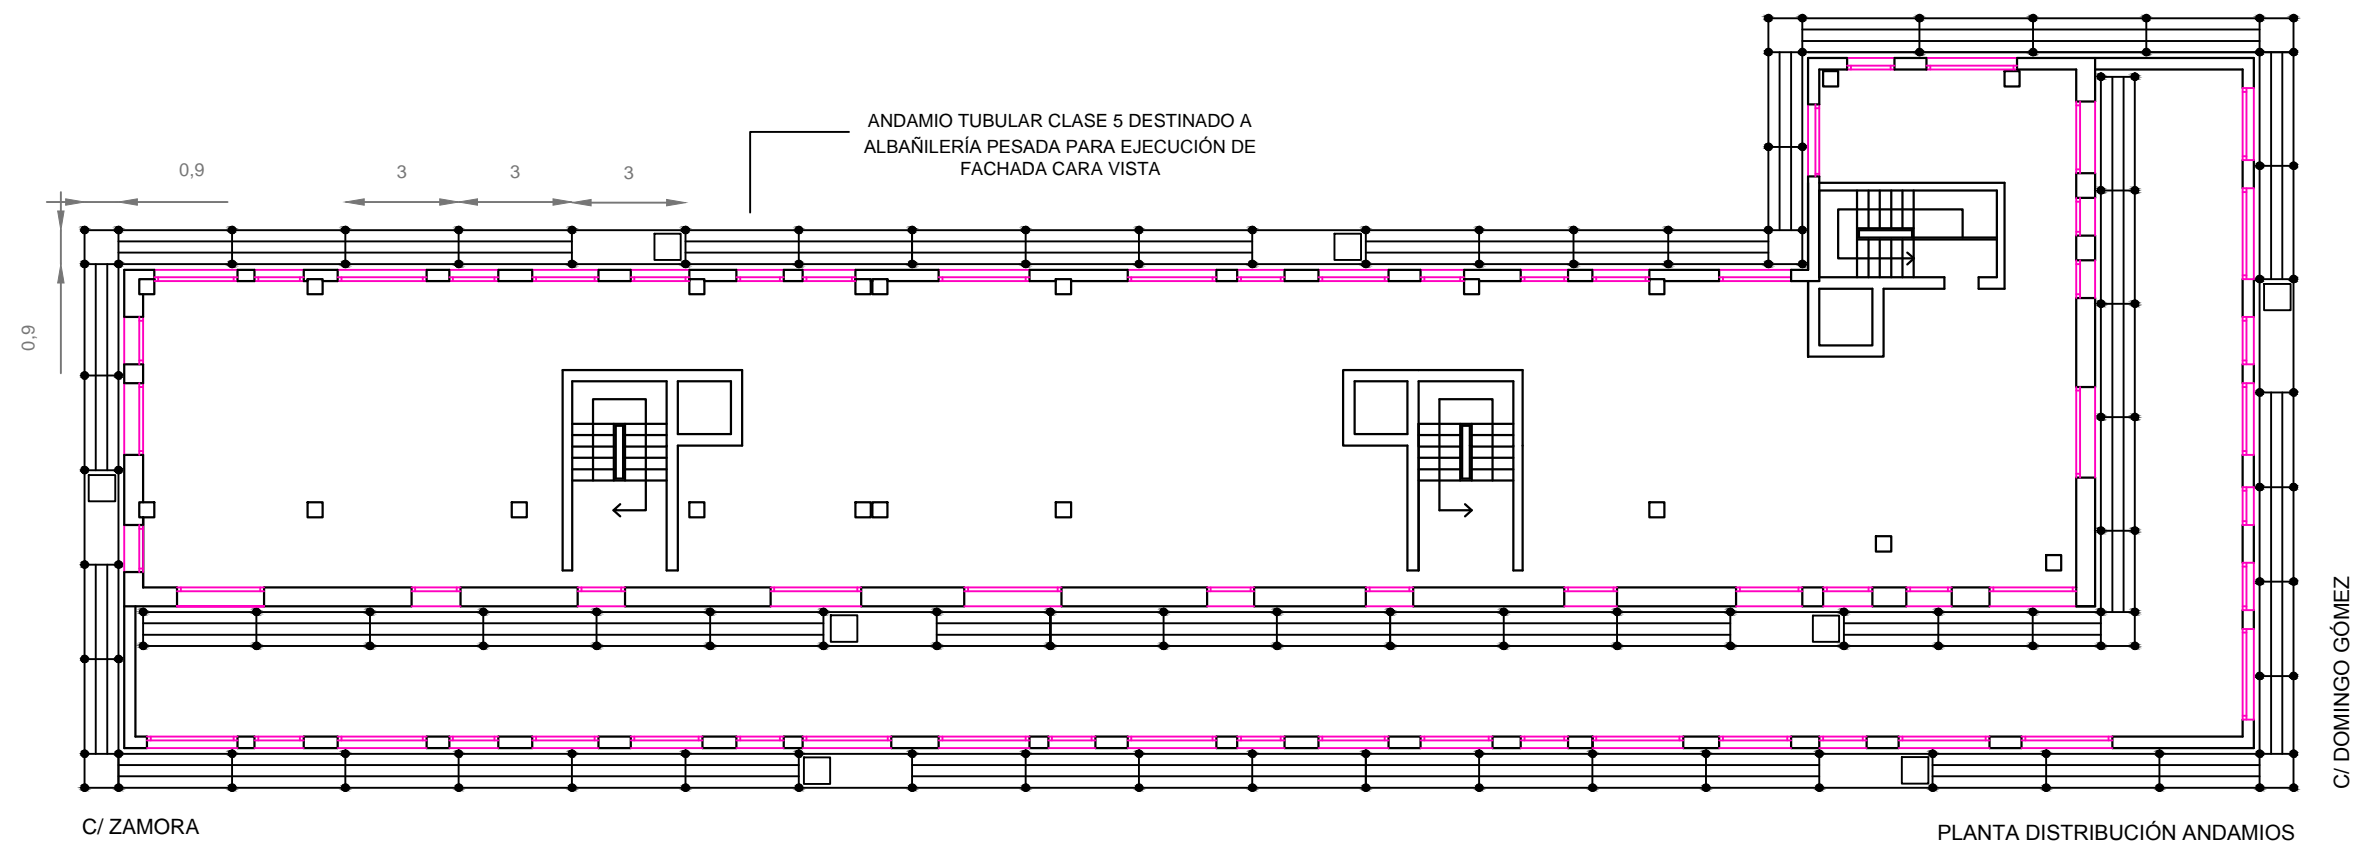 ANDAMIO TUBULAR CLASE 5 DESTINADO A
ALBAÑILERÍA PESADA PARA EJECUCIÓN DE
FACHADA CARA VISTA
0,9
3
3
3
0,9
C/ DOMINGO GÓMEZ
C/ ZAMORA
PLANTA DISTRIBUCIÓN ANDAMIOS